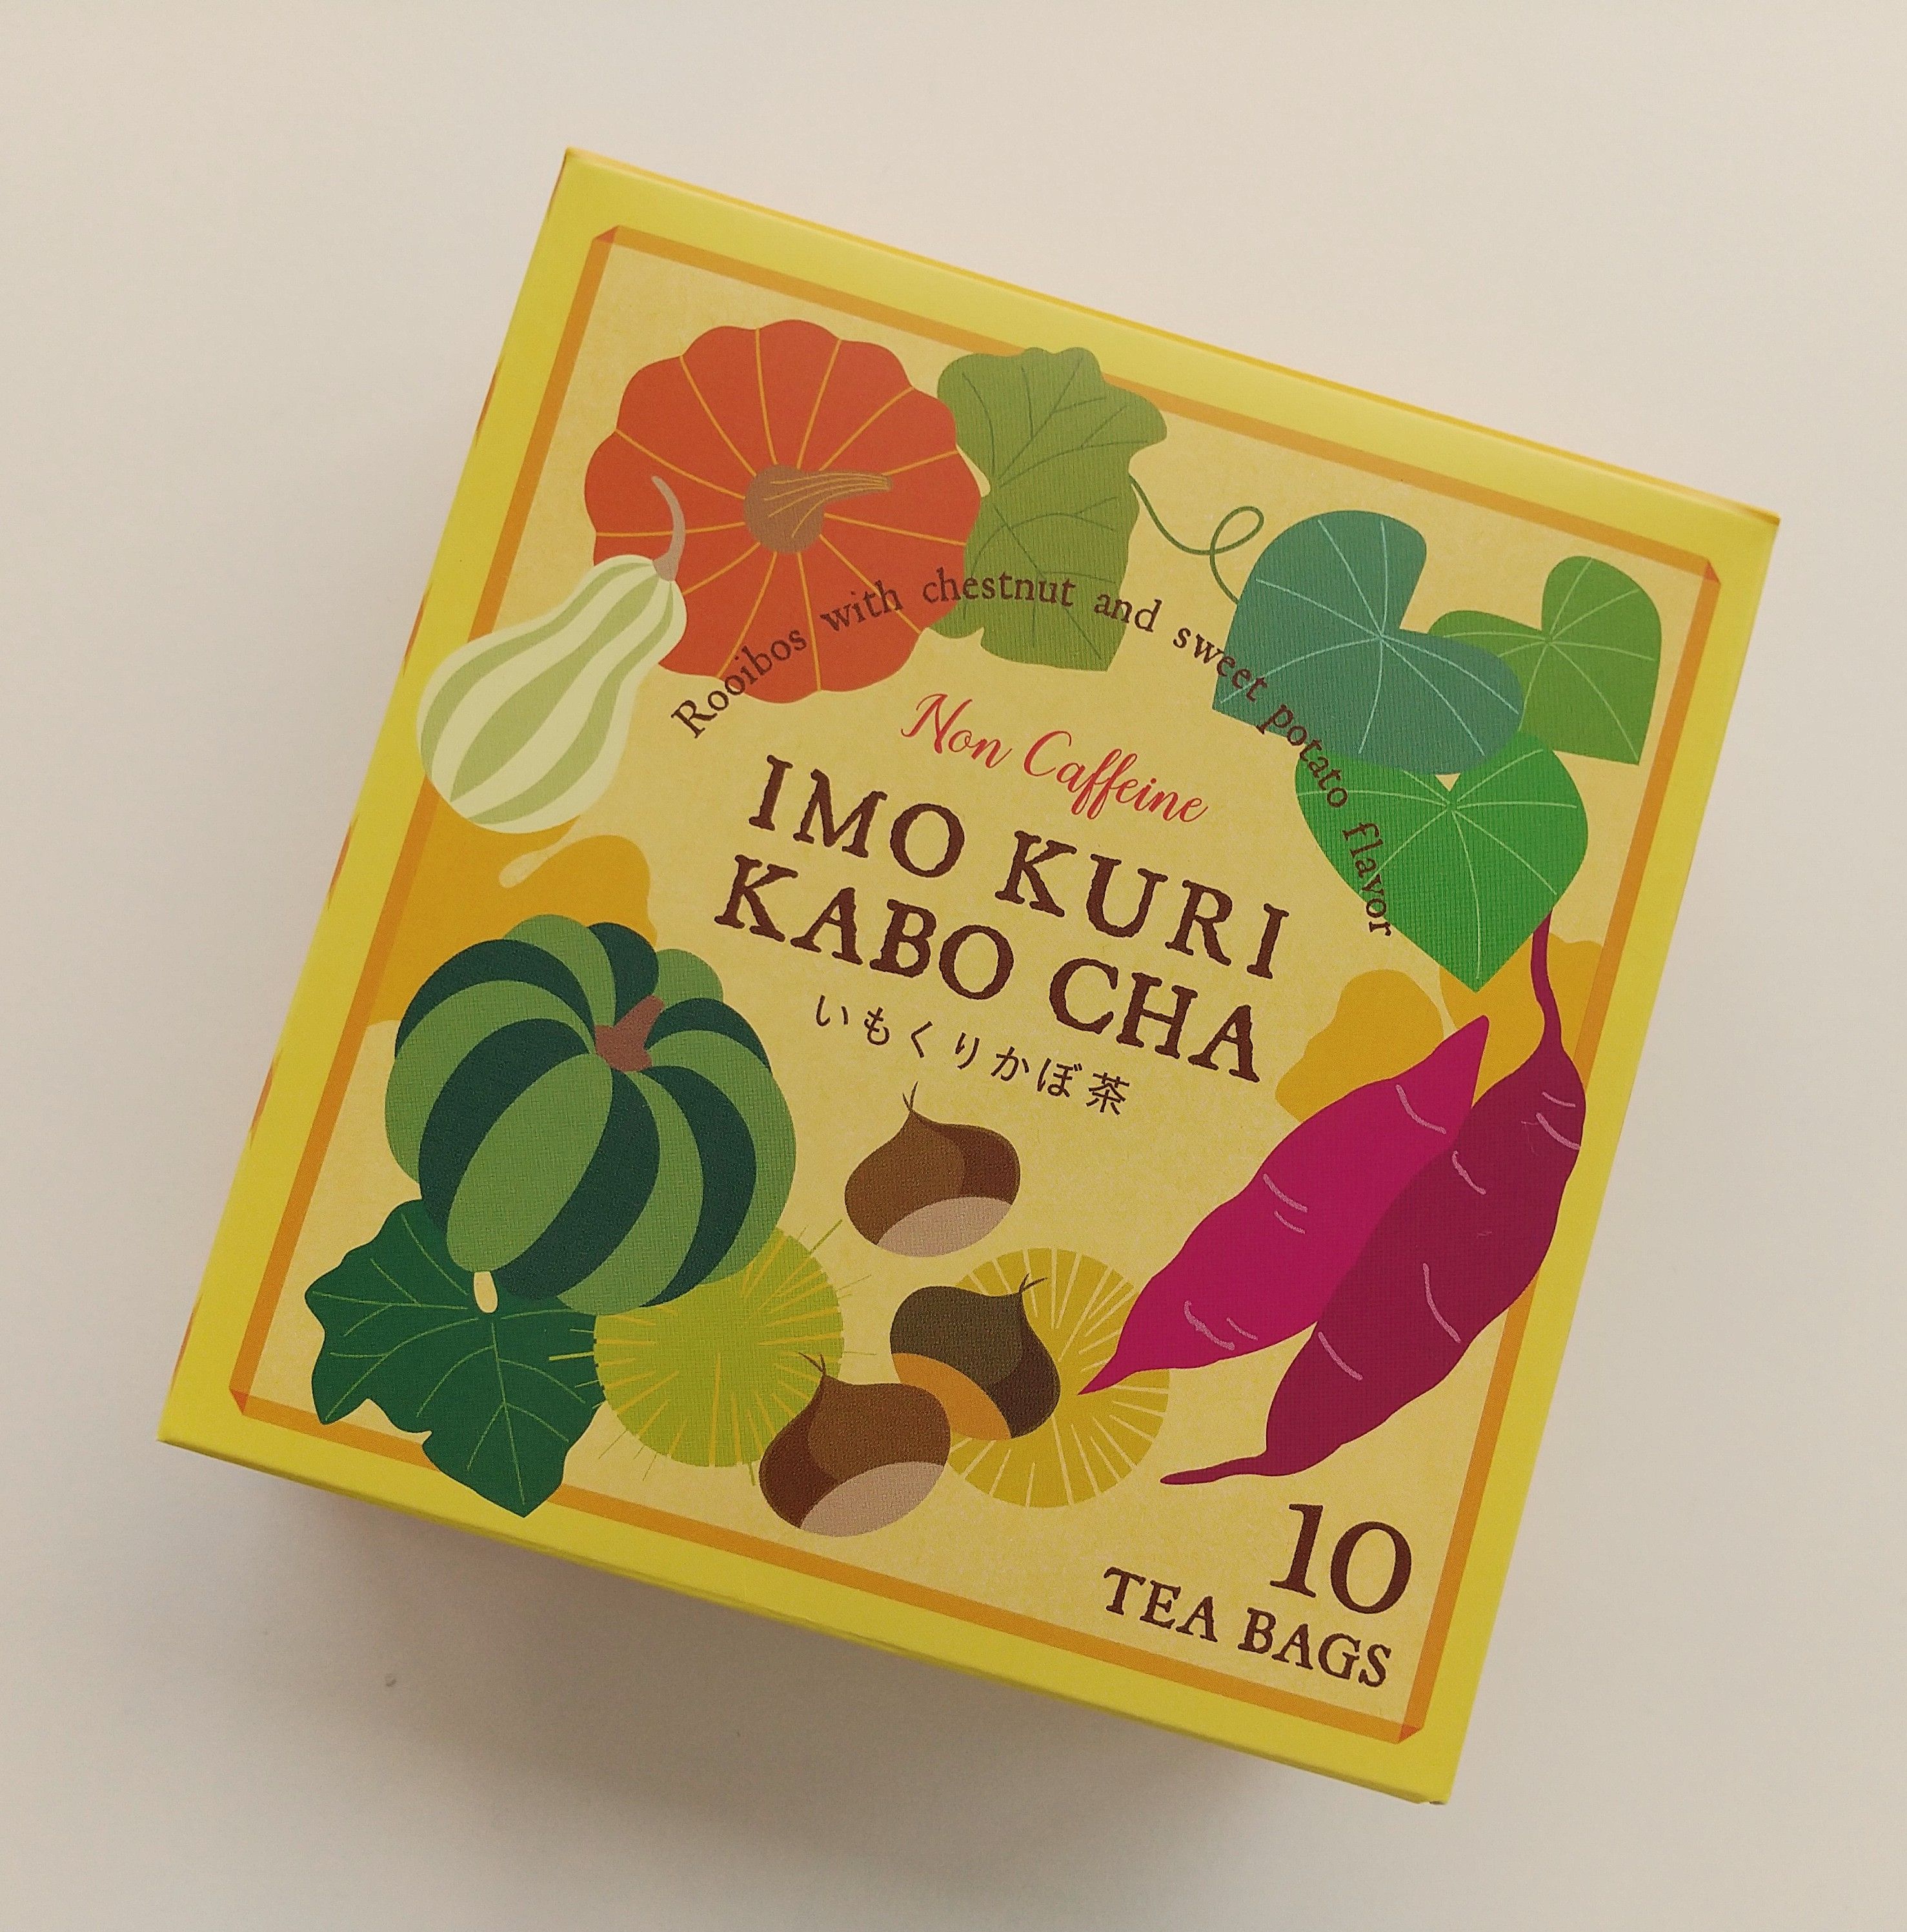 Rooibos with chestnut and sweet potato flavor
Non Caffeine
IMO KURI
KABO CHA
いもくりかぼ茶
10
TEA BAGS